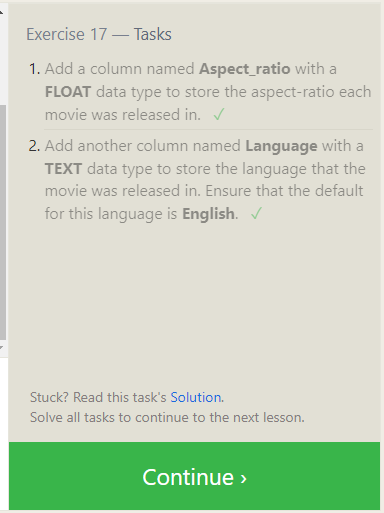 Exercise 17 — Tasks
1. Add a column named Aspect_ratio with a
FLOAT data type to store the aspect-ratio each
movie was released in. ✓
2. Add another column named Language with a
TEXT data type to store the language that the
movie was released in. Ensure that the default
for this language is English. ✓
Stuck? Read this task's Solution.
Solve all tasks to continue to the next lesson.
Continue ›